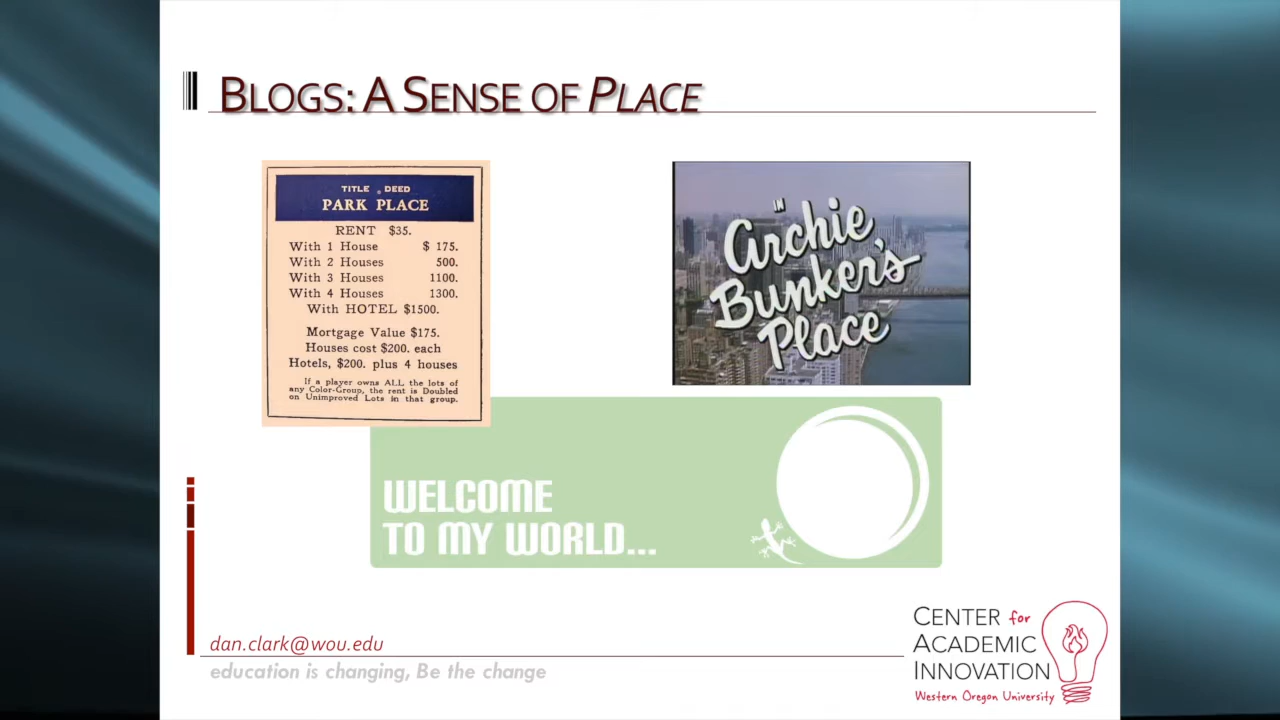 BLOGS: A SENSE OF PLACE
TITLE DEED
PARK PLACE
RENT $35.
With 1 House $ 175.
With 2 Houses 500.
With 3 Houses 1100.
With 4 Houses 1300.
With HOTEL $1500.
Mortgage Value $175.
Houses cost $200. each
Hotels, $200. plus 4 houses
If a player owns ALL the lots of
any Color-Group, the rent is Doubled
on Unimproved Lots in that group.
IN
Archie
Bunker's
Place
WELCOME
TO MY WORLD...
dan.clark@wou.edu
education is changing, Be the change
CENTER for
ACADEMIC
INNOVATION
Western Oregon University